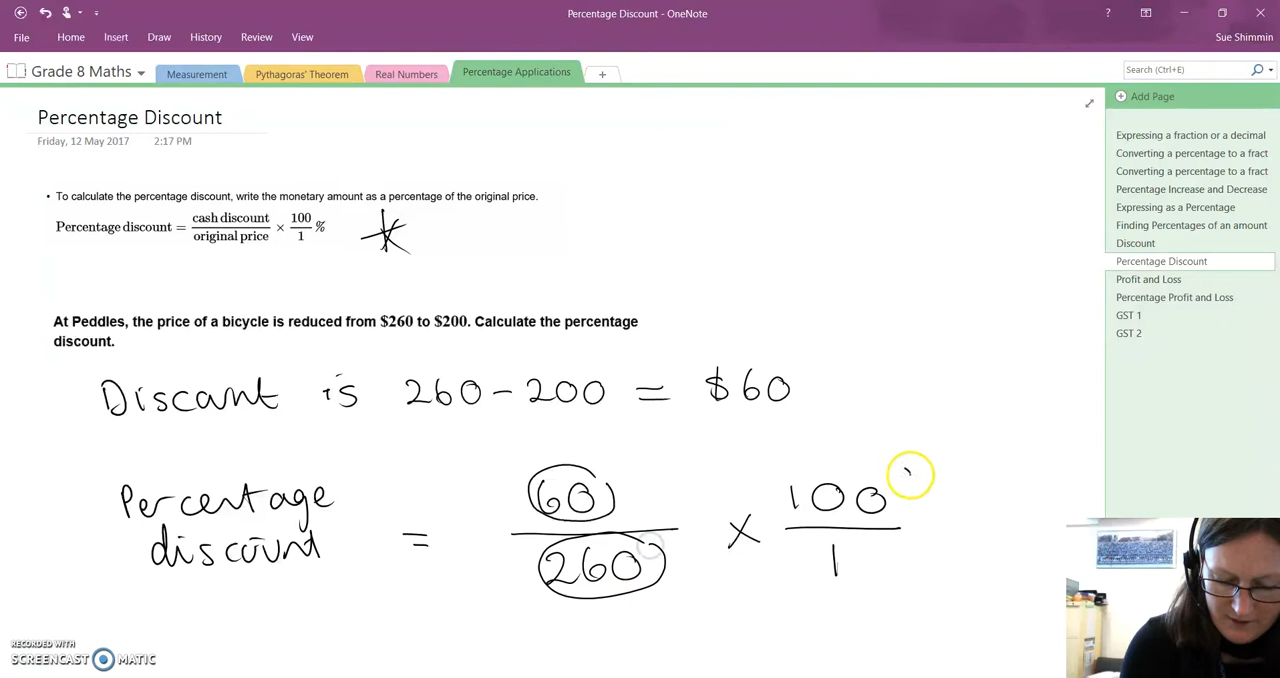 Percentage Discount - OneNote
?
File Home Insert Draw History Review View
Sue Shimmin
Grade 8 Maths
Measurement
Pythagoras' Theorem
Real Numbers
Percentage Applications
+
Search (Ctrl+E)
Add Page
Percentage Discount
Friday, 12 May 2017 2:17 PM
• To calculate the percentage discount, write the monetary amount as a percentage of the original price.
Percentage discount = cash discount / original price × 100 / 1 %
At Peddles, the price of a bicycle is reduced from $260 to $200. Calculate the percentage
discount.
Discount is 260 - 200 = $60
Percentage
discount = 60 / 260 × 100 / 1
Expressing a fraction or a decimal
Converting a percentage to a fract
Converting a percentage to a fract
Percentage Increase and Decrease
Expressing as a Percentage
Finding Percentages of an amount
Discount
Percentage Discount
Profit and Loss
Percentage Profit and Loss
GST 1
GST 2
RECORDED WITH
SCREENCAST MATIC